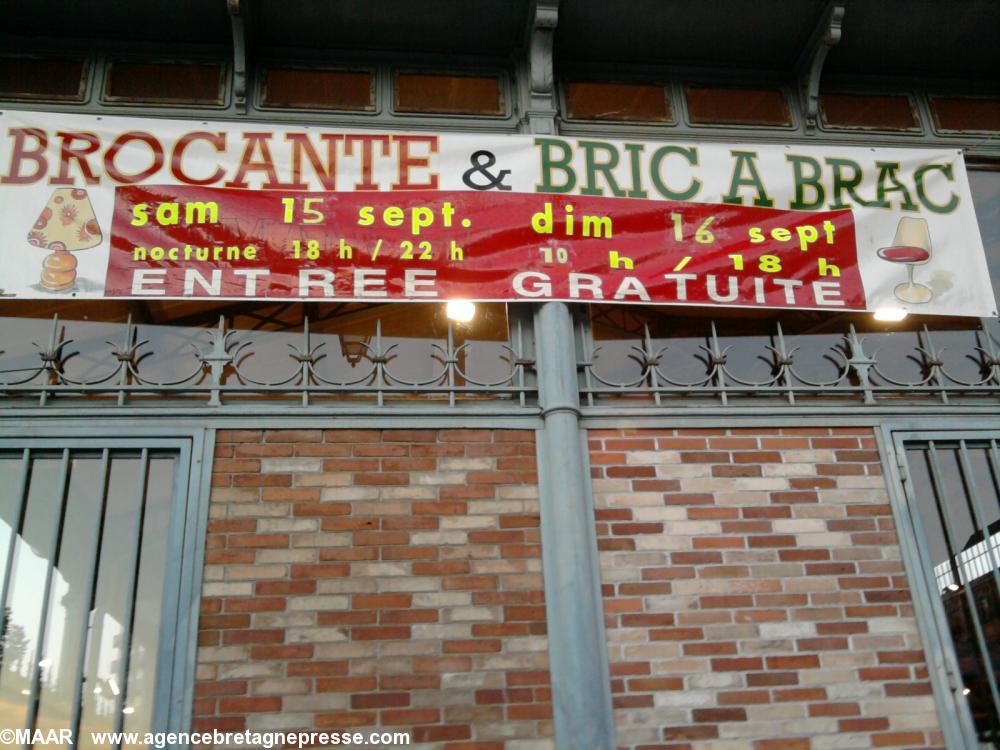 BROCANTE & BRIC A BRAC
sam 15 sept. dim 16 sept
nocturne 18 h / 22 h 10 h / 18 h
ENTREE GRATUITE
©MAAR www.agencebretagnepresse.com